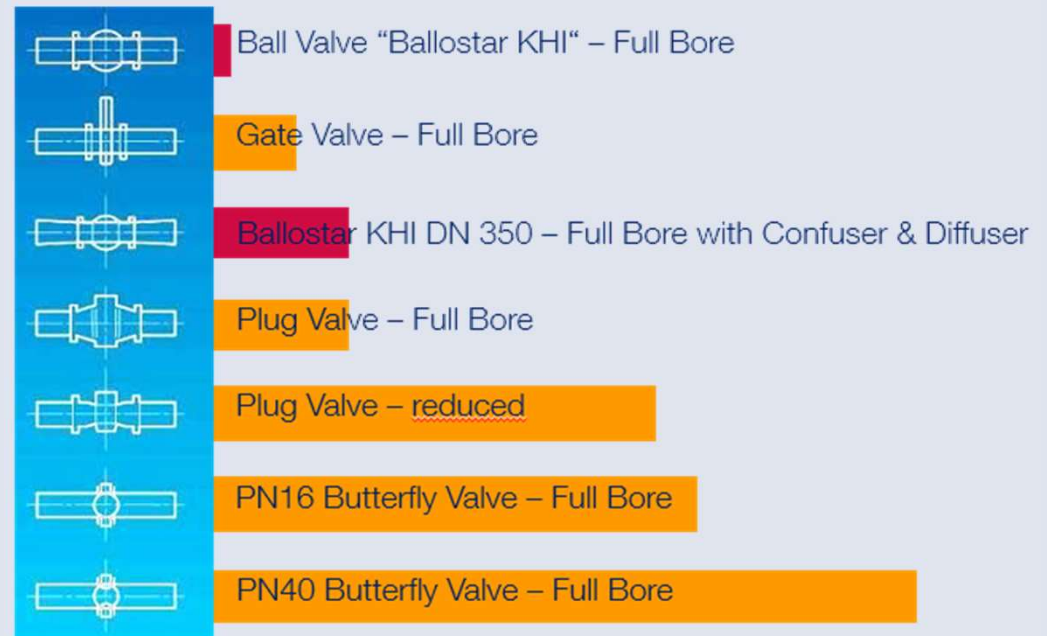 Ball Valve “Ballostar KHI“ – Full Bore
Gate Valve – Full Bore
Ballostar KHI DN 350 – Full Bore with Confuser & Diffuser
Plug Valve – Full Bore
Plug Valve – reduced
PN16 Butterfly Valve – Full Bore
PN40 Butterfly Valve – Full Bore